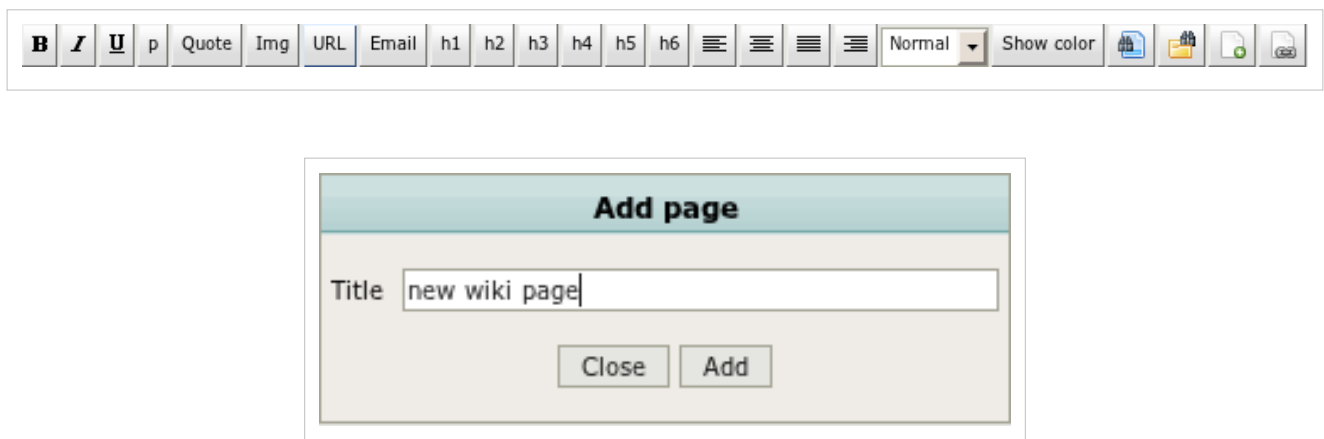 B I U p Quote Img URL Email h1 h2 h3 h4 h5 h6 Normal Show color
Add page
Title new wiki page
Close Add